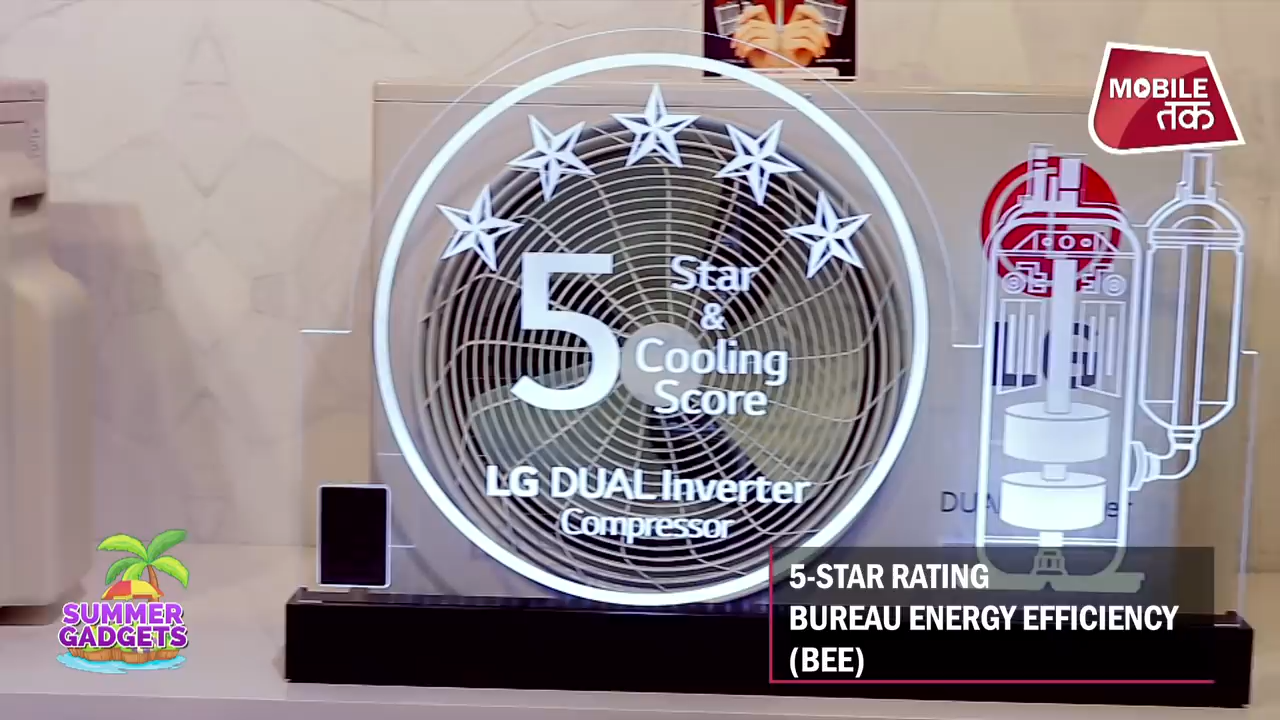 MOBILE
तक
5
Star
&
Cooling
Score
LG DUAL Inverter
Compressor
LG
SUMMER
GADGETS
5-STAR RATING
BUREAU ENERGY EFFICIENCY
(BEE)